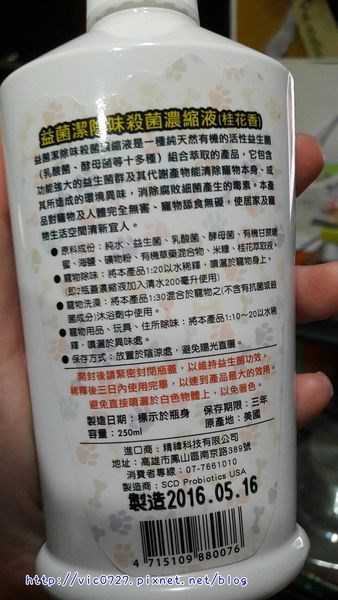 益菌潔除味殺菌濃縮液(桂花香)
益菌潔除味殺菌濃縮液是一種純天然有機的活性益生菌
(乳酸菌、酵母菌等十多種)組合萃取的產品,它包含
功能強大的益生菌群及其代謝產物能清除寵物本身,或
其所造成的環境異味,消除腐敗細菌產生的毒素。本產
品對寵物及人體完全無害、寵物舔食無礙,使居家及寵
物生活空間清新宜人。
●原料成份:純水、益生菌、乳酸菌、酵母菌、有機甘蔗糖
蜜、海鹽、礦物粉、有機草藥混合物、米糠、桂花萃取液。
●寵物除味:將本產品1:20以水稀釋,噴灑於寵物身上。
(即2瓶蓋濃縮液加入清水200毫升使用)
●寵物洗澡:將本產品1:30混合於寵物之(不含有抗菌或殺
菌成分)沐浴劑中使用。
●寵物用品、玩具、住所除味:將本產品1:10～20以水稀
釋,噴灑於異味處。
●保存方式:放置於陰涼處,避免陽光直曬。
開封後請緊密封閉瓶蓋,以維持益生菌功效。
稀釋後三日內使用完畢,以達到產品最大的效務。
避免直接噴灑於白色物體上,以免著色。
製造日期:標示於瓶身 保存期限:三年
容量:250ml 原產地:美國
進口商:精緯科技有限公司
地址:高雄市鳳山區南京路389號
消費者專線:07-7661010
製造商:SCD Probiotics USA
製造2016.05.16
4 715109 880076
http://vic0727.pixnet.net/blog